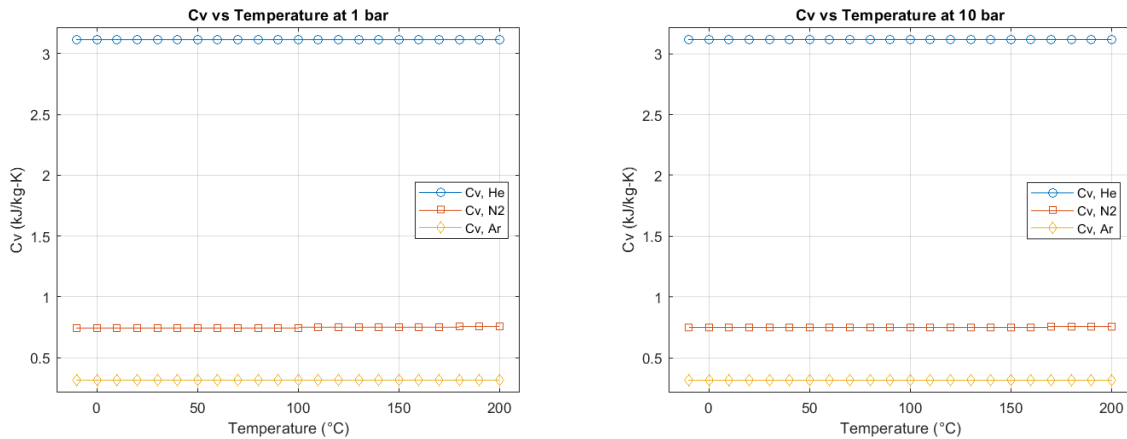 Cv vs Temperature at 1 bar
3
2.5
2
1.5
1
0.5
Cv (kJ/kg-K)
Cv, He
Cv, N2
Cv, Ar
0 50 100 150 200
Temperature (°C)
Cv vs Temperature at 10 bar
3
2.5
2
1.5
1
0.5
Cv (kJ/kg-K)
Cv, He
Cv, N2
Cv, Ar
0 50 100 150 200
Temperature (°C)